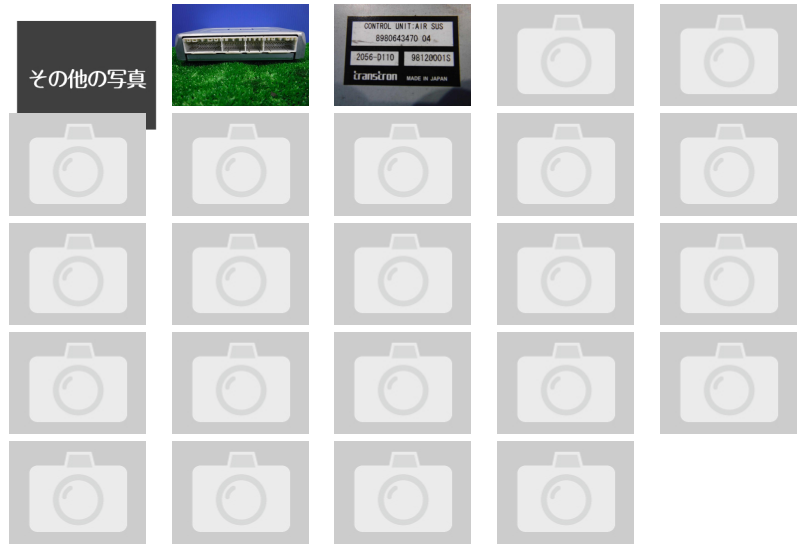 その他の写真
CONTROL UNIT:AIR SUS
8980643470 04
2056-D110
98120001S
transtron MADE IN JAPAN